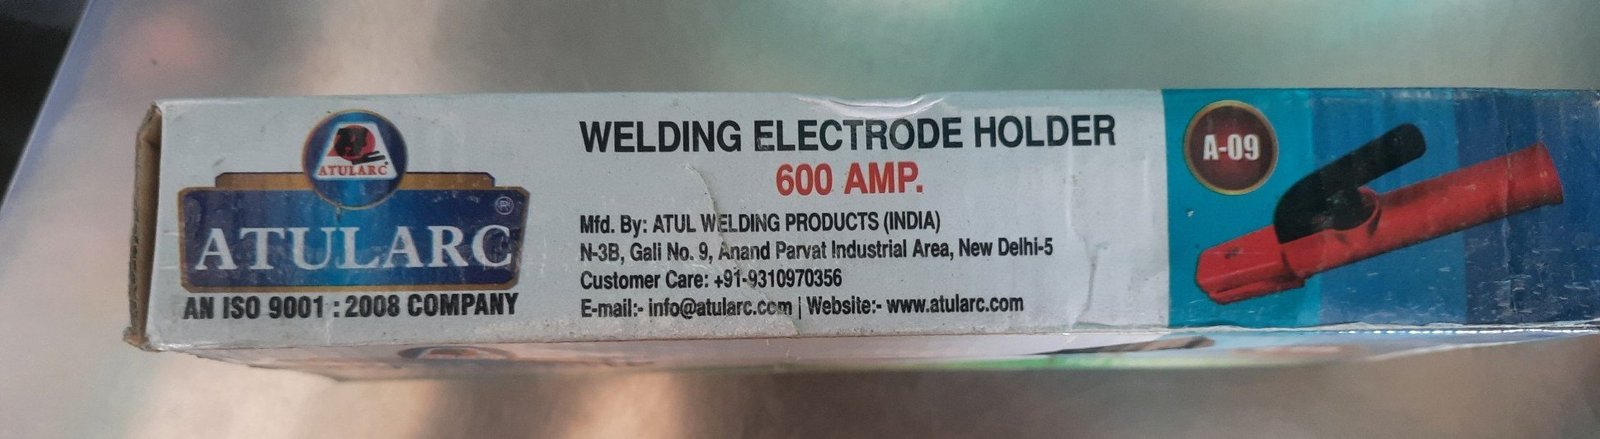 ATULARC
ATULARC
AN ISO 9001 : 2008 COMPANY
WELDING ELECTRODE HOLDER
600 AMP.
Mfd. By: ATUL WELDING PRODUCTS (INDIA)
N-3B, Gali No. 9, Anand Parvat Industrial Area, New Delhi-5
Customer Care: +91-9310970356
E-mail:- info@atularc.com | Website:- www.atularc.com
A-09